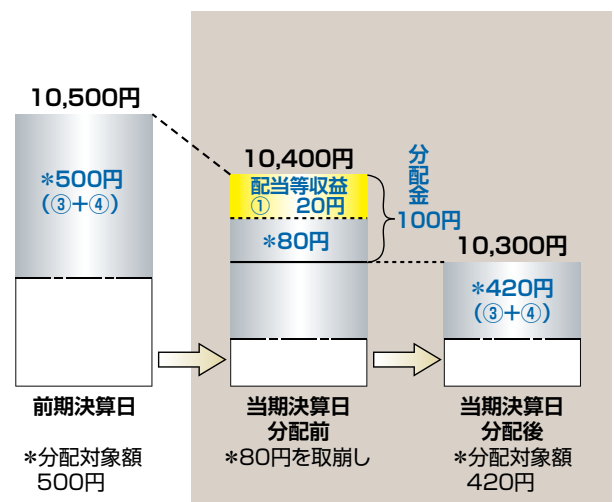 10,500円
*500円
(③+④)
前期決算日
*分配対象額
500円
10,400円
配当等収益
① 20円
*80円
分配金
100円
当期決算日
分配前
*80円を取崩し
10,300円
*420円
(③+④)
当期決算日
分配後
*分配対象額
420円